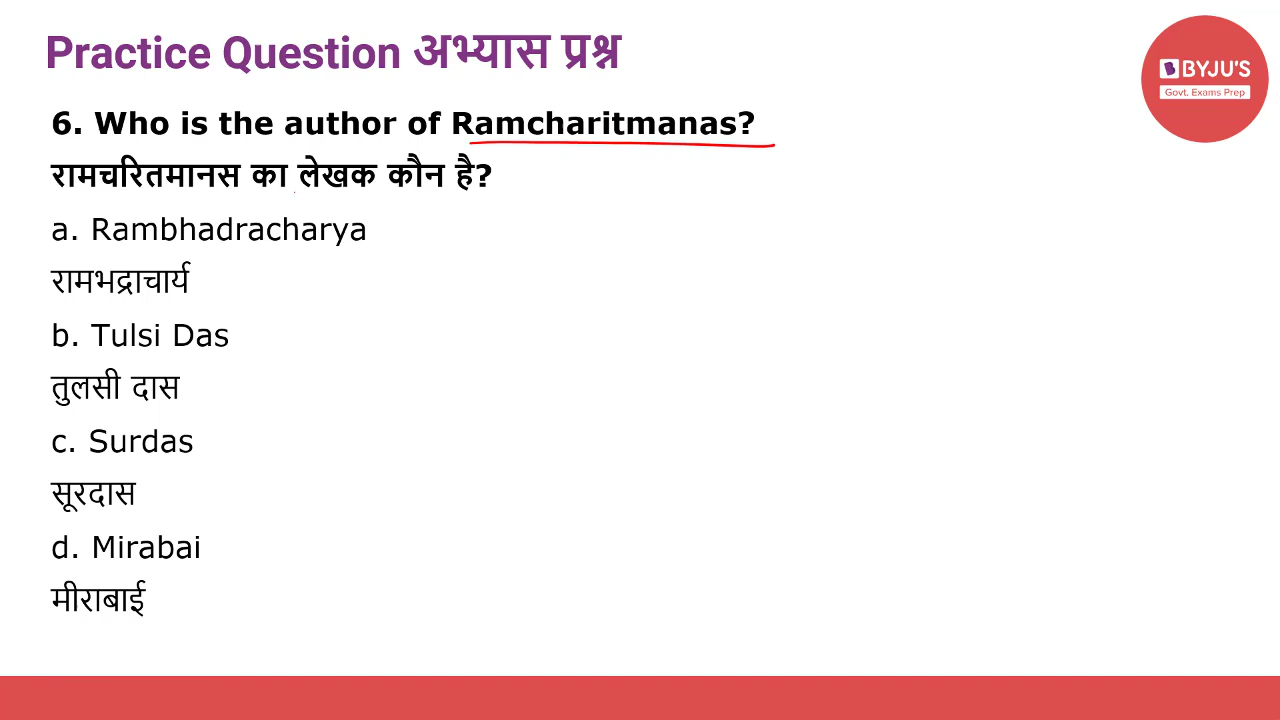 Practice Question अभ्यास प्रश्न
BYJU'S
Govt. Exams Prep
6. Who is the author of Ramcharitmanas?
रामचरितमानस का लेखक कौन है?
a. Rambhadracharya
रामभद्राचार्य
b. Tulsi Das
तुलसी दास
c. Surdas
सूरदास
d. Mirabai
मीराबाई